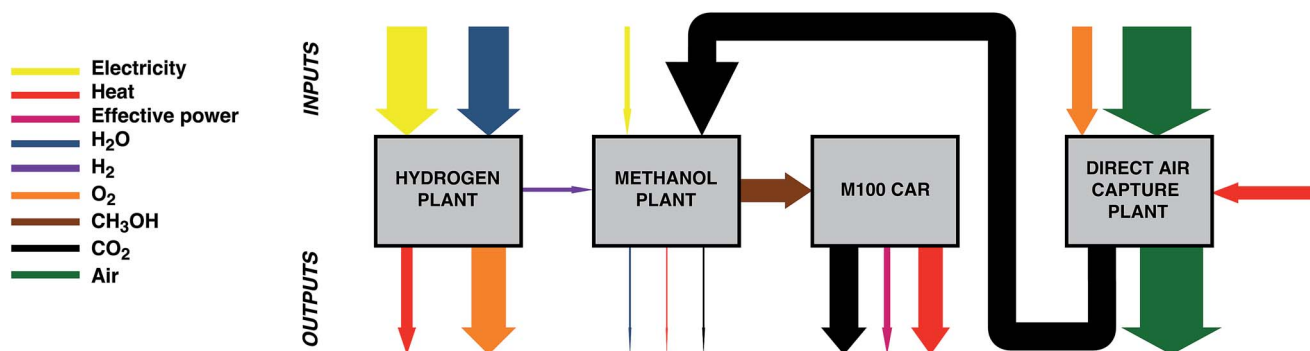 Electricity
Heat
Effective power
H₂O
H₂
O₂
CH₃OH
CO₂
Air
INPUTS
OUTPUTS
HYDROGEN
PLANT
METHANOL
PLANT
M100 CAR
DIRECT AIR
CAPTURE
PLANT